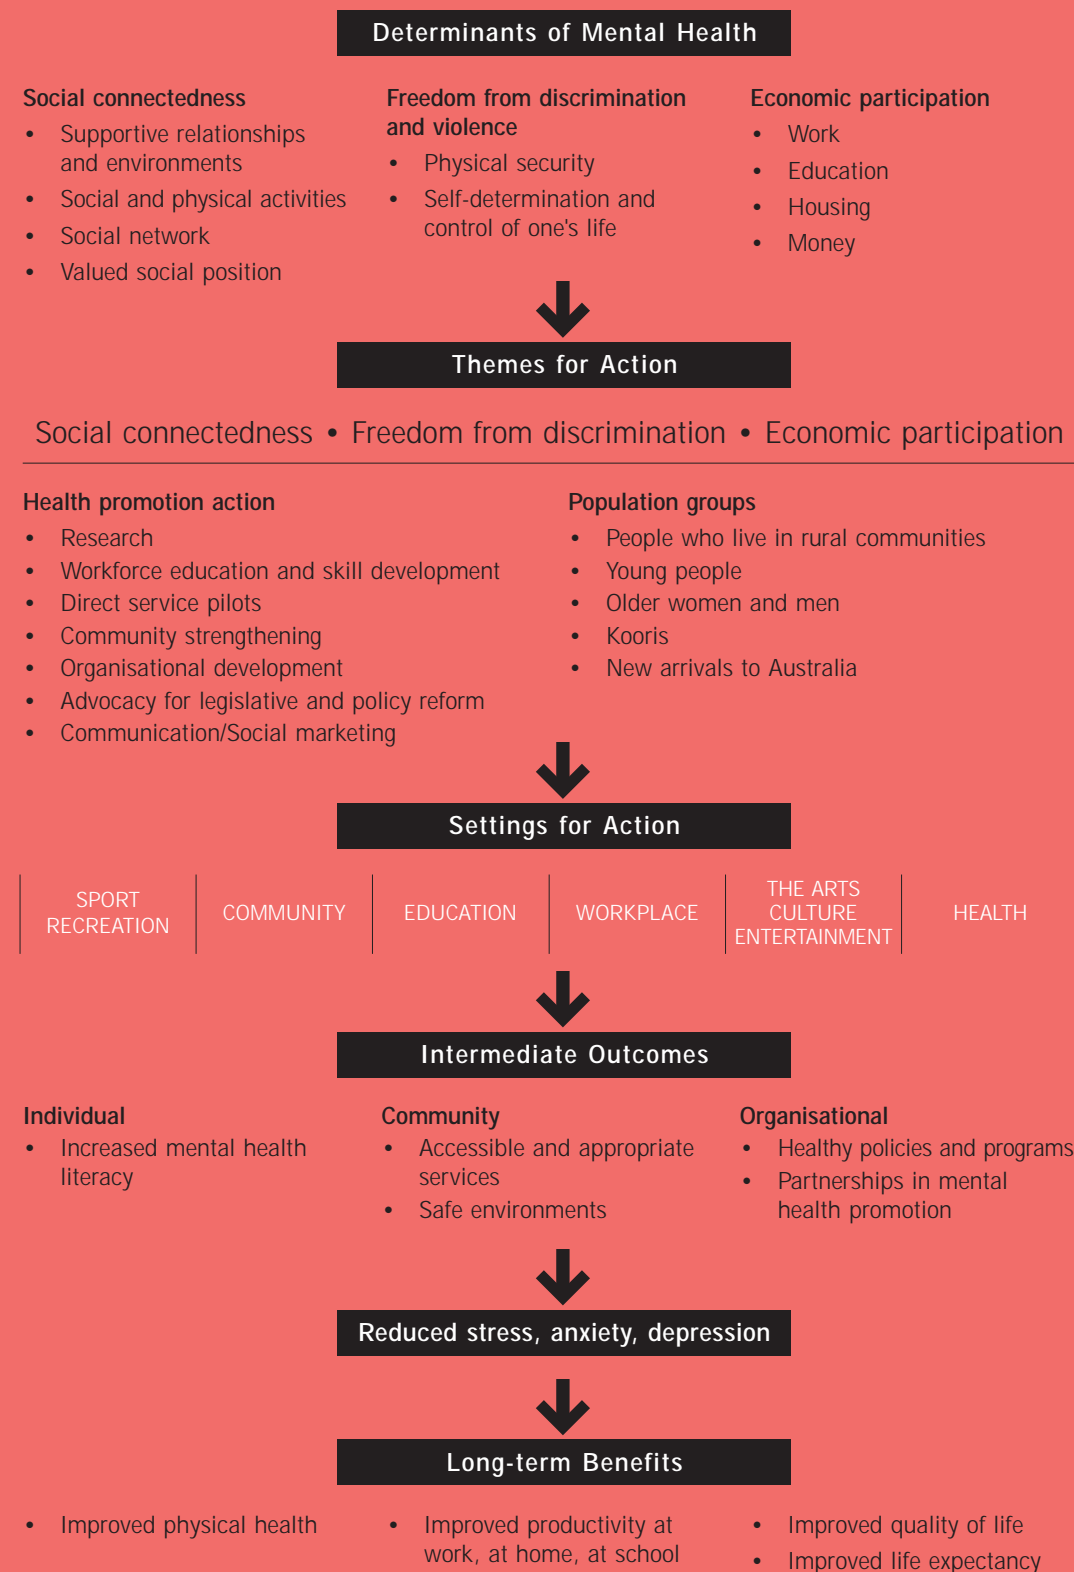 Determinants of Mental Health
Social connectedness
• Supportive relationships
and environments
• Social and physical activities
• Social network
• Valued social position
Freedom from discrimination
and violence
• Physical security
• Self-determination and
control of one's life
Economic participation
• Work
• Education
• Housing
• Money
Themes for Action
Social connectedness • Freedom from discrimination • Economic participation
Health promotion action
• Research
• Workforce education and skill development
• Direct service pilots
• Community strengthening
• Organisational development
• Advocacy for legislative and policy reform
• Communication/Social marketing
Population groups
• People who live in rural communities
• Young people
• Older women and men
• Kooris
• New arrivals to Australia
Settings for Action
SPORT
RECREATION
COMMUNITY
EDUCATION
WORKPLACE
THE ARTS
CULTURE
ENTERTAINMENT
HEALTH
Intermediate Outcomes
Individual
• Increased mental health
literacy
Community
• Accessible and appropriate
services
• Safe environments
Organisational
• Healthy policies and programs
• Partnerships in mental
health promotion
Reduced stress, anxiety, depression
Long-term Benefits
• Improved physical health
• Improved productivity at
work, at home, at school
• Improved quality of life
• Improved life expectancy